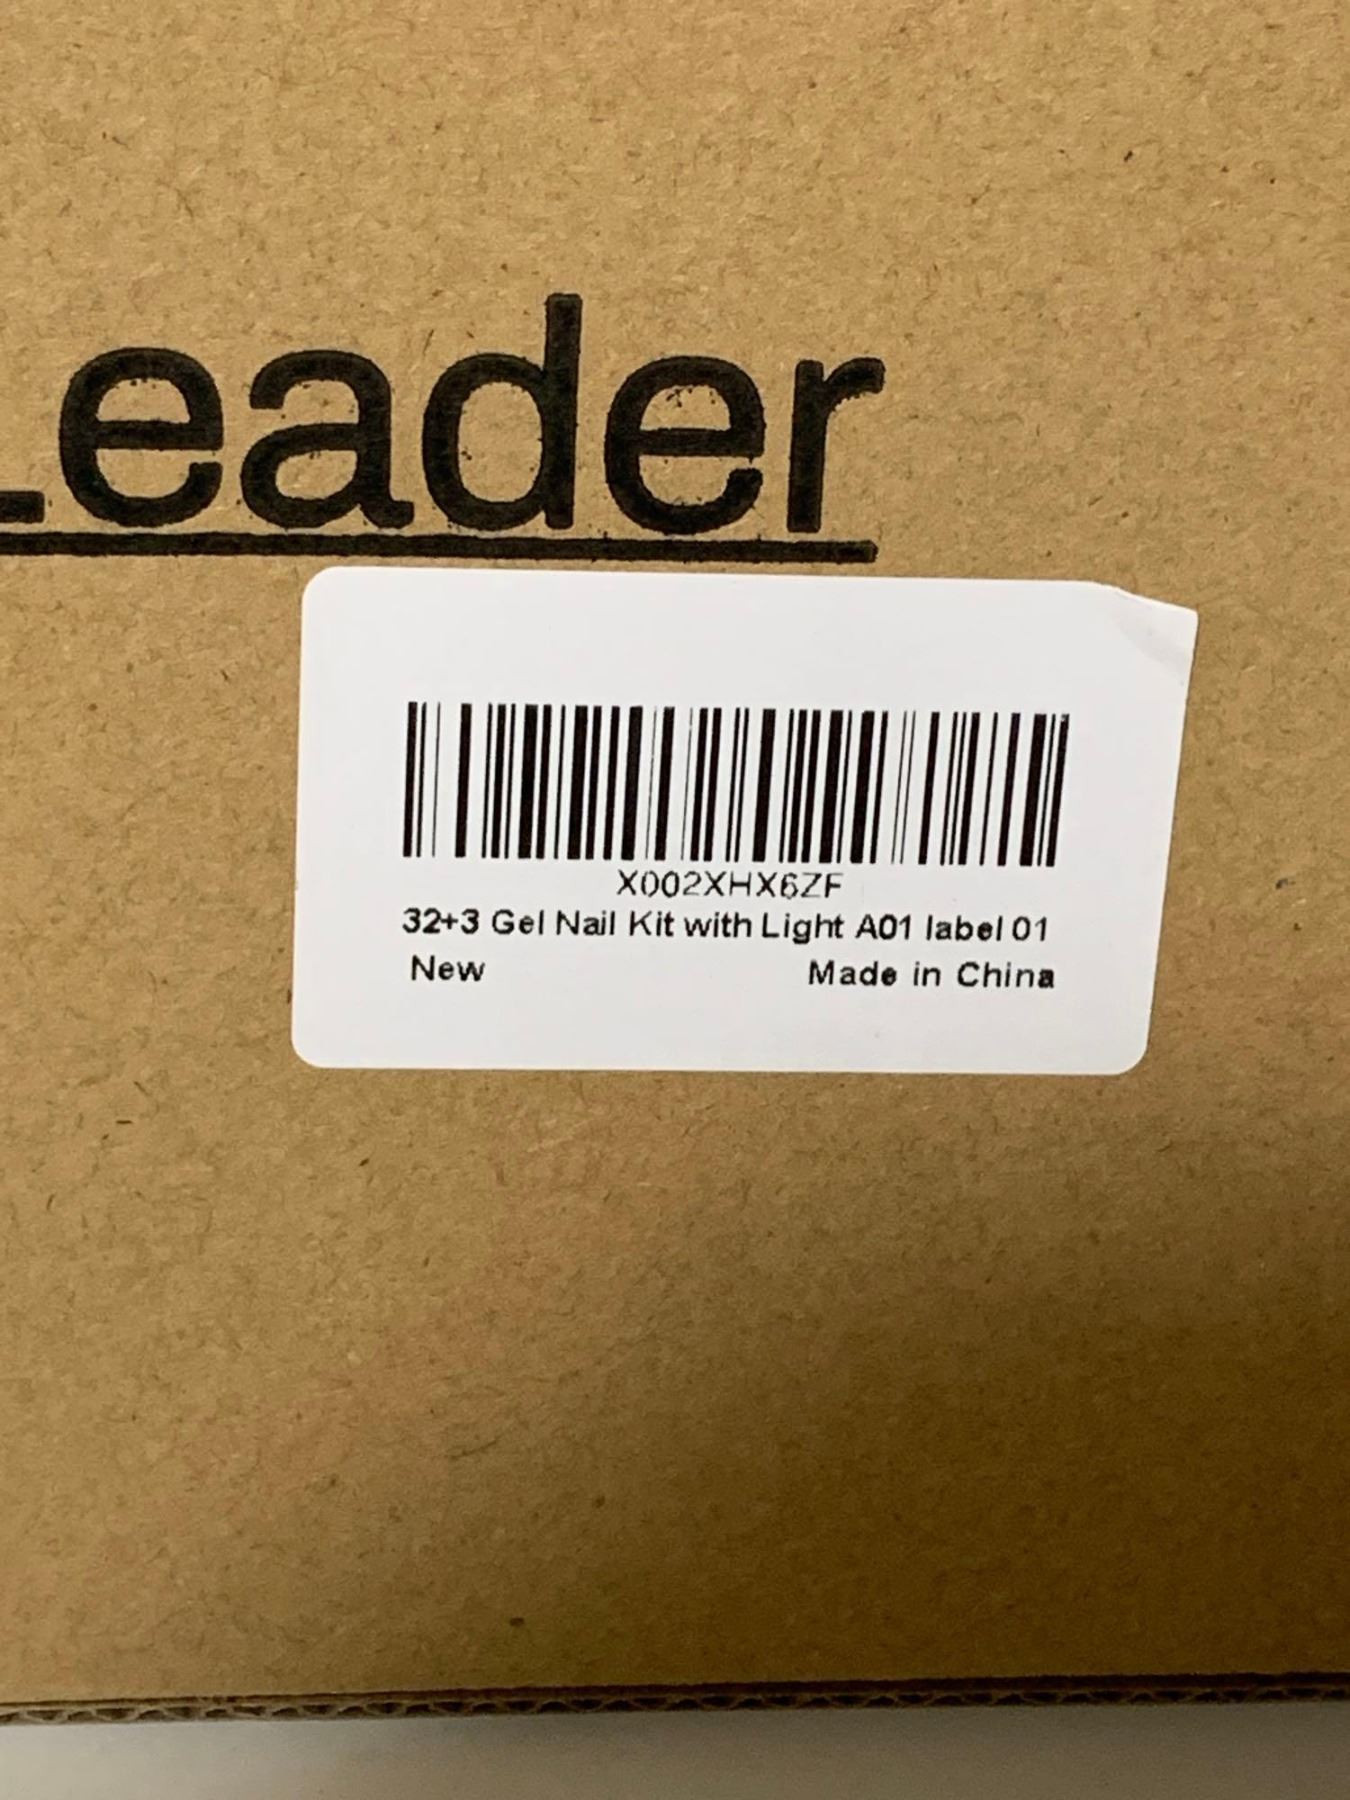 Leader
X002XHX6ZF
32+3 Gel Nail Kit with Light A01 label 01
New Made in China